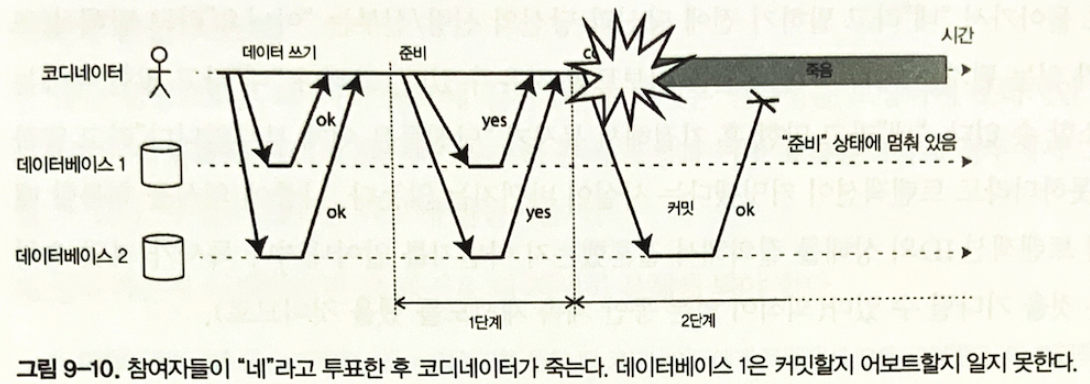 시간
데이터 쓰기
준비
코디네이터
죽음
ok
yes
데이터베이스 1
"준비" 상태에 멈춰 있음
ok
yes
커밋
ok
데이터베이스 2
1단계
2단계
그림 9-10. 참여자들이 "네"라고 투표한 후 코디네이터가 죽는다. 데이터베이스 1은 커밋할지 어보트할지 알지 못한다.